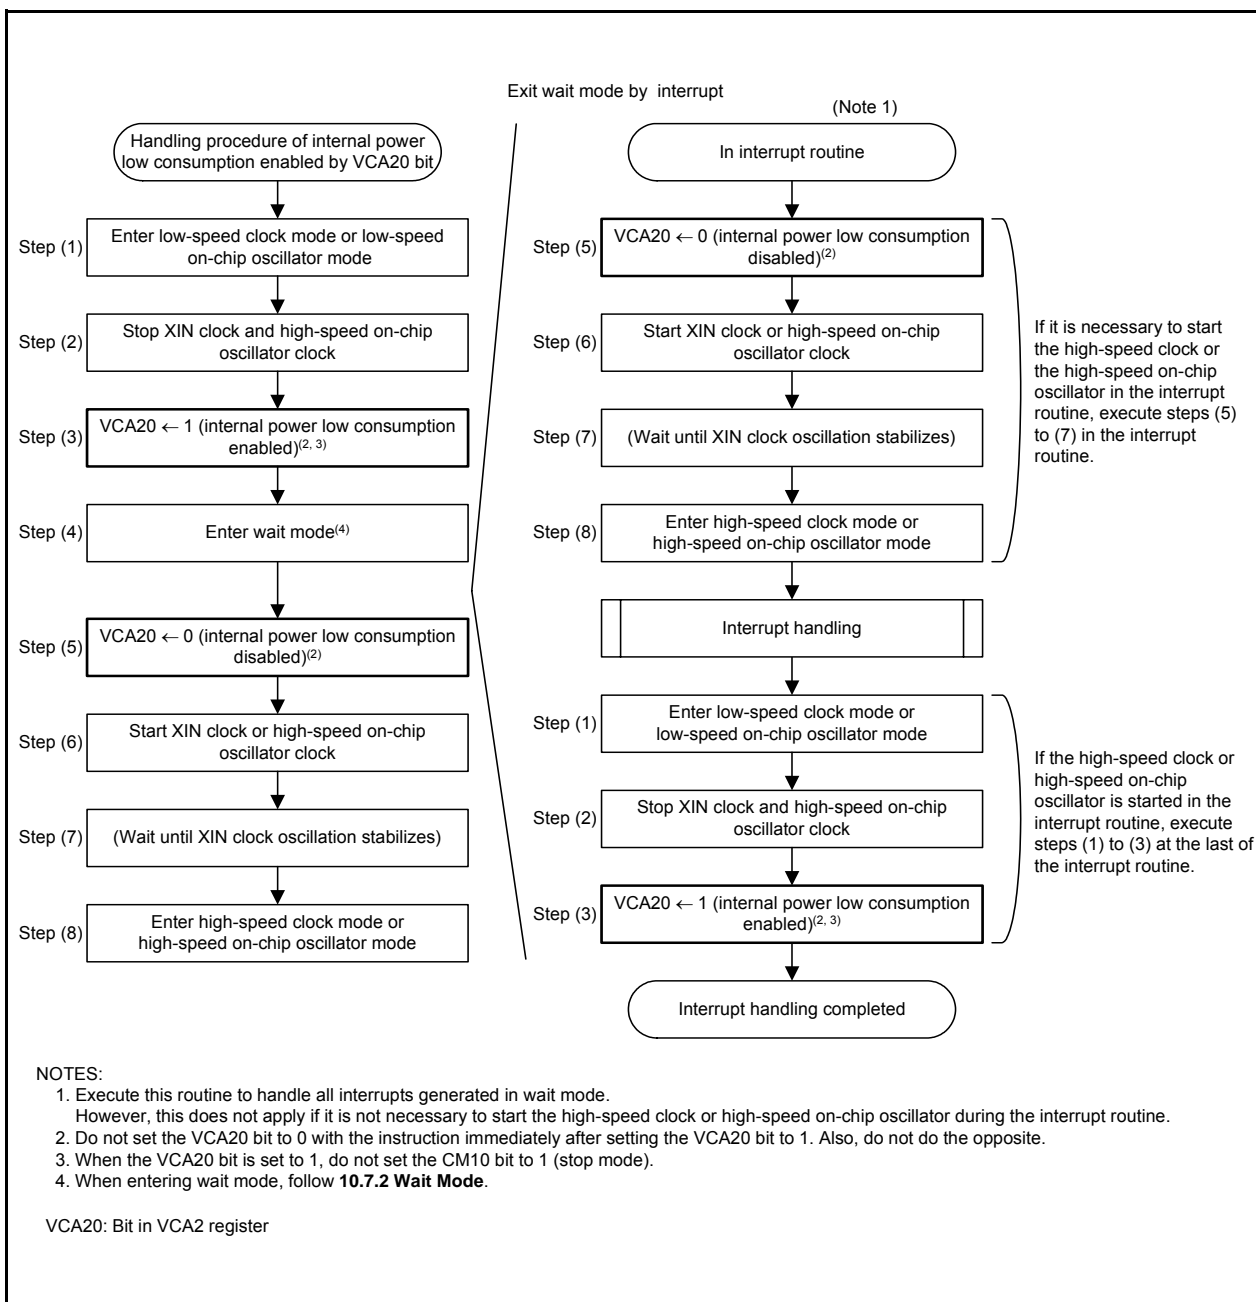 Exit wait mode by interrupt
(Note 1)
Handling procedure of internal power
low consumption enabled by VCA20 bit
Step (1)
Enter low-speed clock mode or low-speed
on-chip oscillator mode
Step (2)
Stop XIN clock and high-speed on-chip
oscillator clock
Step (3)
VCA20 ← 1 (internal power low consumption
enabled)(2, 3)
Step (4)
Enter wait mode(4)
Step (5)
VCA20 ← 0 (internal power low consumption
disabled)(2)
Step (6)
Start XIN clock or high-speed on-chip
oscillator clock
Step (7)
(Wait until XIN clock oscillation stabilizes)
Step (8)
Enter high-speed clock mode or
high-speed on-chip oscillator mode
In interrupt routine
Step (5)
VCA20 ← 0 (internal power low consumption
disabled)(2)
Step (6)
Start XIN clock or high-speed on-chip
oscillator clock
Step (7)
(Wait until XIN clock oscillation stabilizes)
Step (8)
Enter high-speed clock mode or
high-speed on-chip oscillator mode
If it is necessary to start
the high-speed clock or
the high-speed on-chip
oscillator in the interrupt
routine, execute steps (5)
to (7) in the interrupt
routine.
Interrupt handling
Step (1)
Enter low-speed clock mode or
low-speed on-chip oscillator mode
Step (2)
Stop XIN clock and high-speed on-chip
oscillator clock
Step (3)
VCA20 ← 1 (internal power low consumption
enabled)(2, 3)
If the high-speed clock or
high-speed on-chip
oscillator is started in the
interrupt routine, execute
steps (1) to (3) at the last of
the interrupt routine.
Interrupt handling completed
NOTES:
1. Execute this routine to handle all interrupts generated in wait mode.
However, this does not apply if it is not necessary to start the high-speed clock or high-speed on-chip oscillator during the interrupt routine.
2. Do not set the VCA20 bit to 0 with the instruction immediately after setting the VCA20 bit to 1. Also, do not do the opposite.
3. When the VCA20 bit is set to 1, do not set the CM10 bit to 1 (stop mode).
4. When entering wait mode, follow 10.7.2 Wait Mode.
VCA20: Bit in VCA2 register